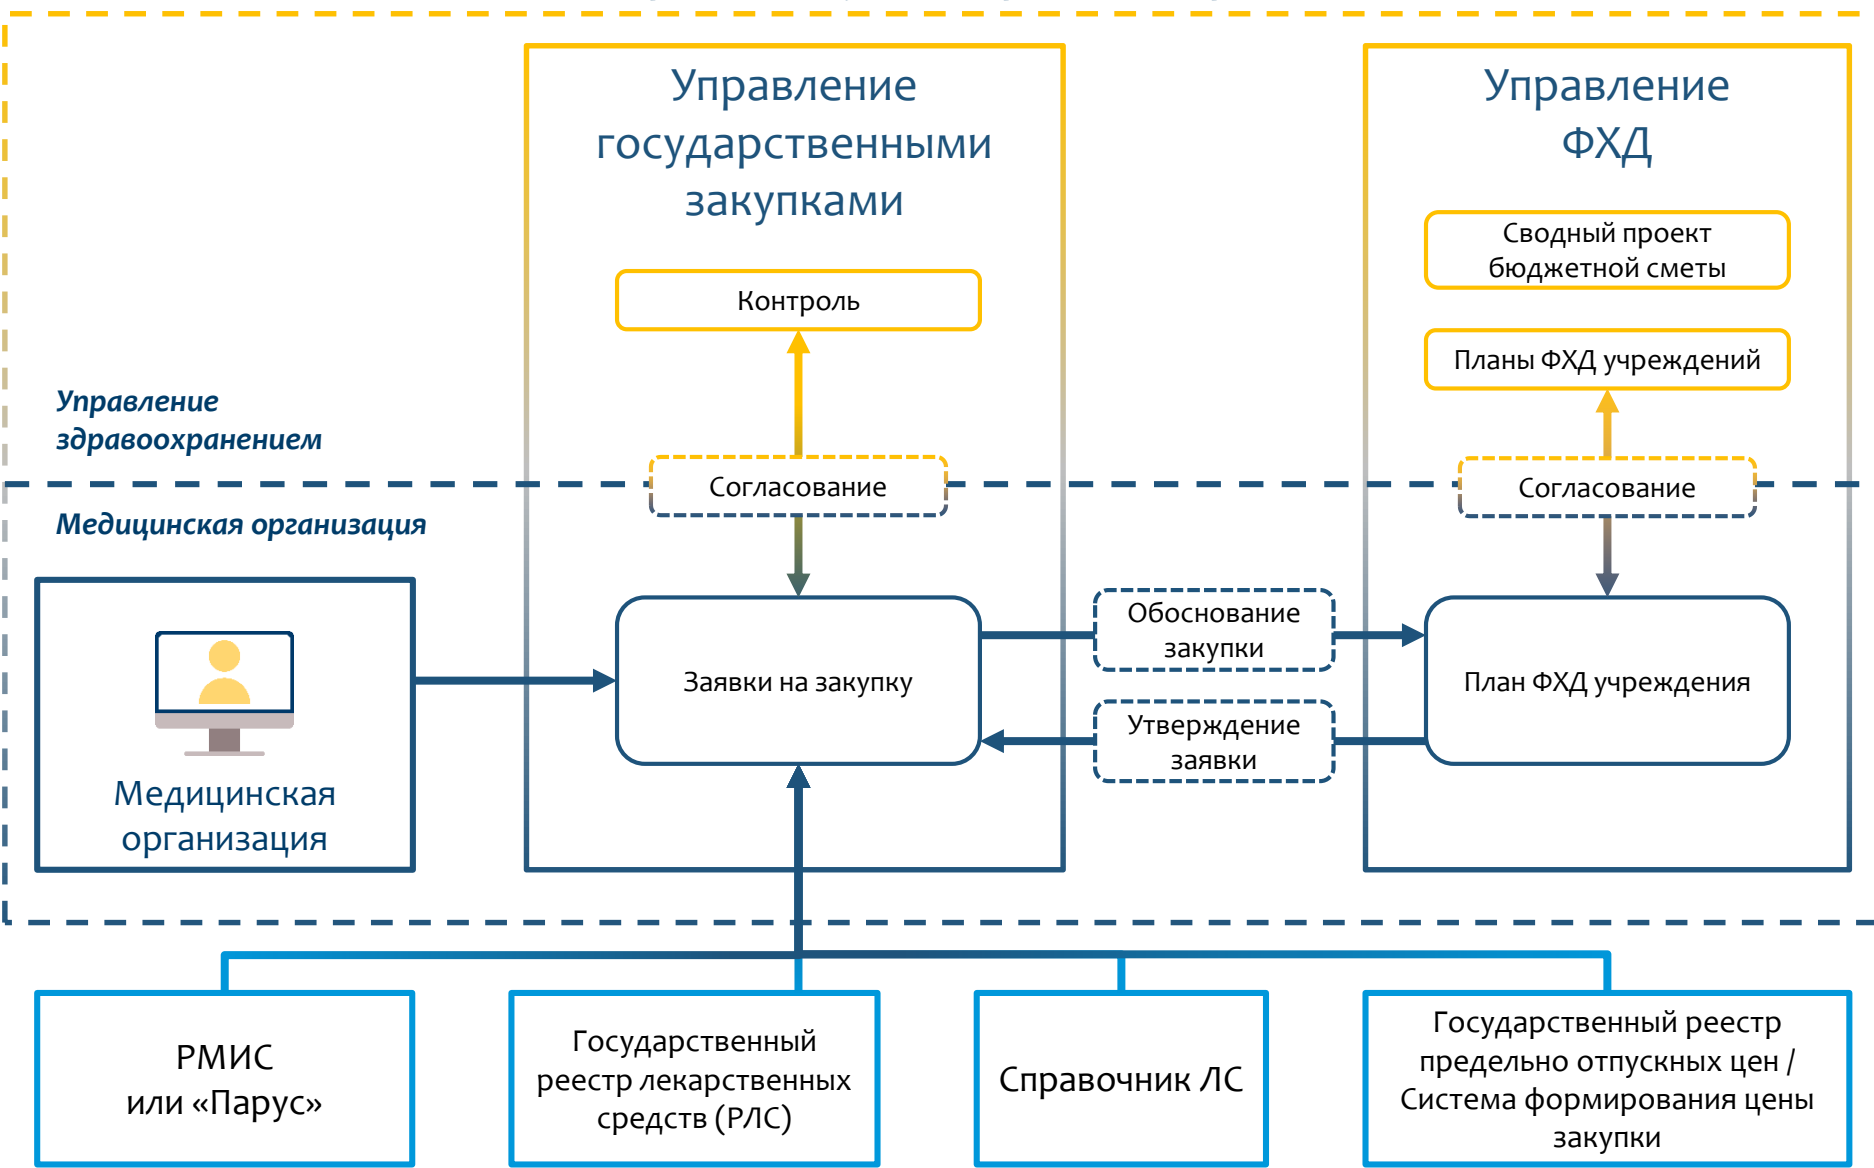 Управление
государственными
закупками
Управление
ФХД
Сводный проект
бюджетной сметы
Контроль
Планы ФХД учреждений
Управление
здравоохранением
Согласование
Согласование
Медицинская организация
Обоснование
закупки
Заявки на закупку
План ФХД учреждения
Утверждение
заявки
Медицинская
организация
РМИС
или «Парус»
Государственный
реестр лекарственных
средств (РЛС)
Справочник ЛС
Государственный реестр
предельно отпускных цен /
Система формирования цены
закупки